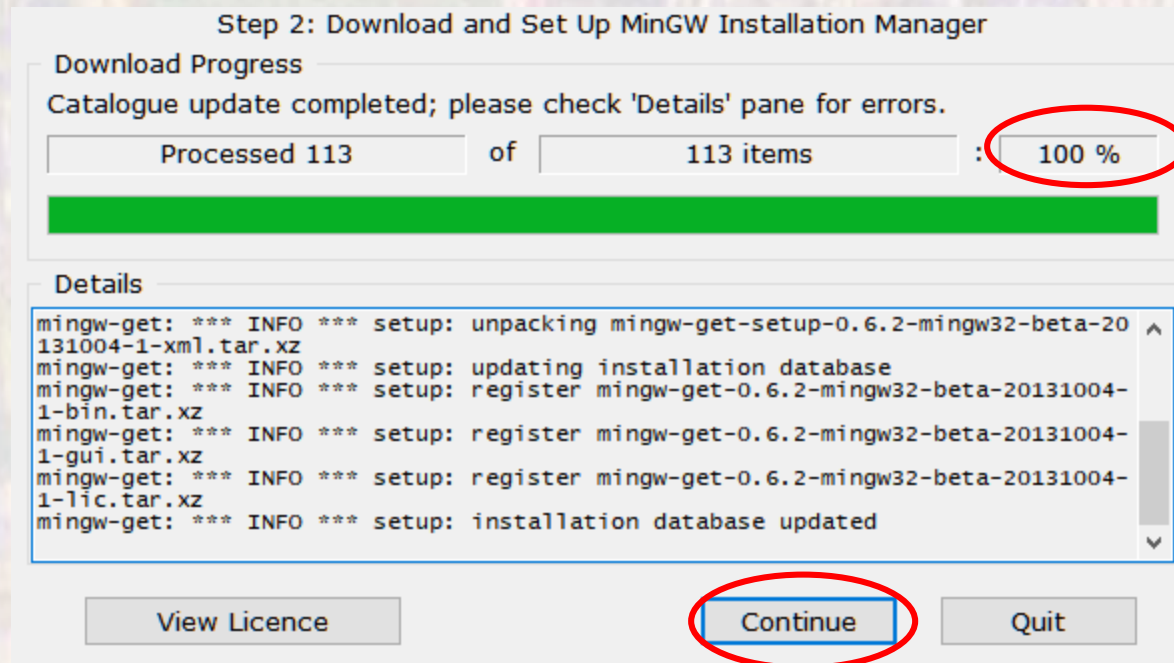 Step 2: Download and Set Up MinGW Installation Manager
Download Progress
Catalogue update completed; please check 'Details' pane for errors.
Processed 113 of 113 items : 100 %
Details
mingw-get: *** INFO *** setup: unpacking mingw-get-setup-0.6.2-mingw32-beta-20
131004-1-xml.tar.xz
mingw-get: *** INFO *** setup: updating installation database
mingw-get: *** INFO *** setup: register mingw-get-0.6.2-mingw32-beta-20131004-
1-bin.tar.xz
mingw-get: *** INFO *** setup: register mingw-get-0.6.2-mingw32-beta-20131004-
1-gui.tar.xz
mingw-get: *** INFO *** setup: register mingw-get-0.6.2-mingw32-beta-20131004-
1-lic.tar.xz
mingw-get: *** INFO *** setup: installation database updated
View Licence Continue Quit